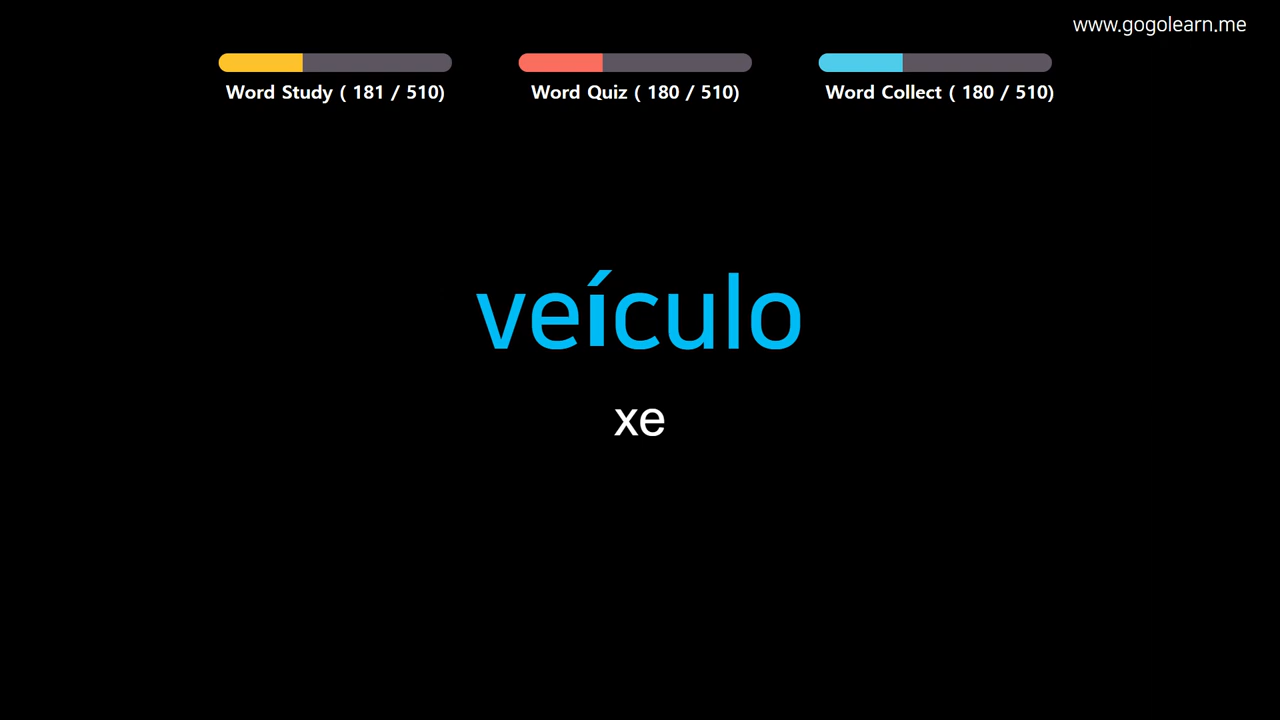 www.gogolearn.me
Word Study ( 181 / 510)
Word Quiz ( 180 / 510)
Word Collect ( 180 / 510)
veículo
xe